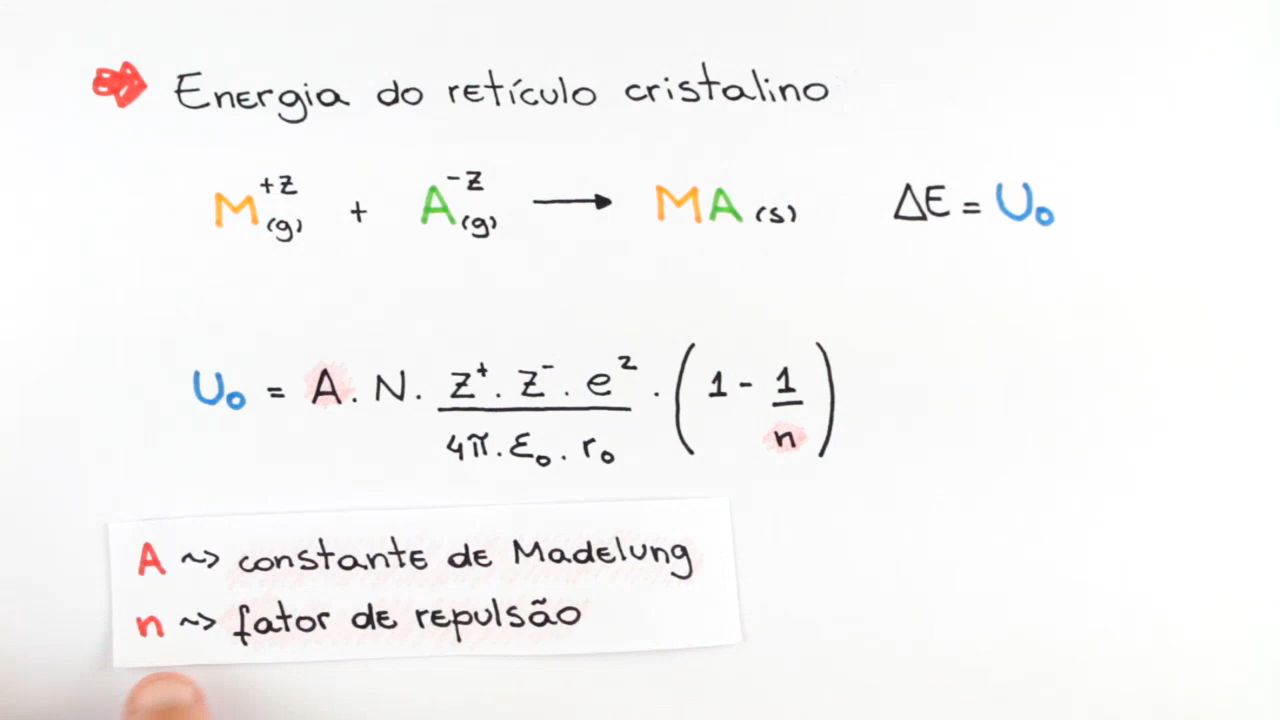 Energia do retículo cristalino
M⁺ᶻ(g) + A⁻ᶻ(g) → MA(s) ΔE = U₀
U₀ = A . N . (Z⁺ . Z⁻ . e²)/(4π . ε₀ . r₀) . (1 - 1/n)
A ~> constante de Madelung
n ~> fator de repulsão